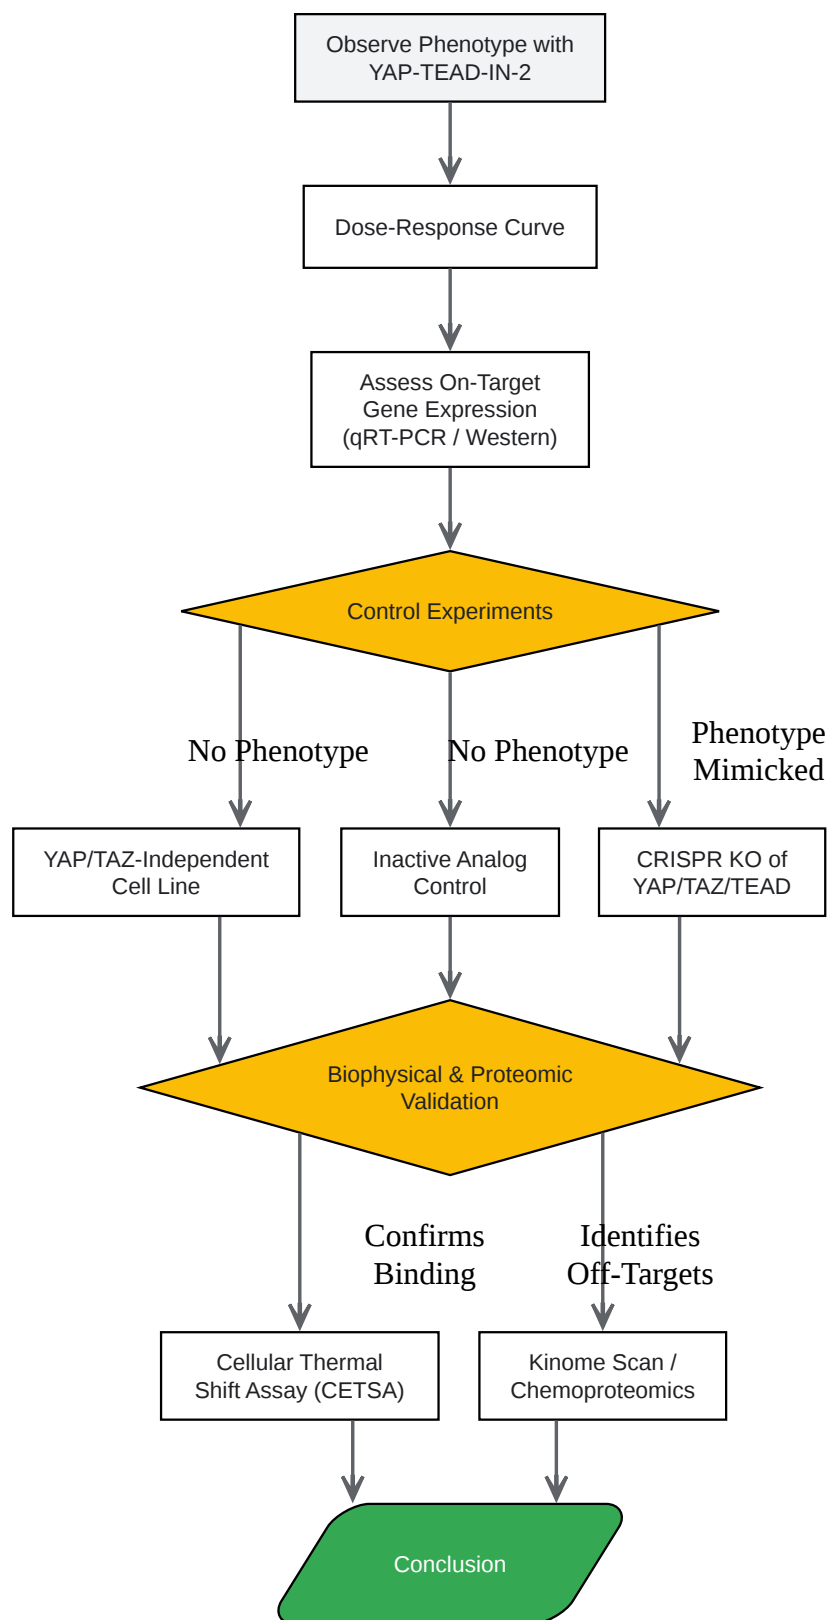 Observe Phenotype with
YAP-TEAD-IN-2
Dose-Response Curve
Assess On-Target
Gene Expression
(qRT-PCR / Western)
Control Experiments
No Phenotype
No Phenotype
Phenotype
Mimicked
YAP/TAZ-Independent
Cell Line
Inactive Analog
Control
CRISPR KO of
YAP/TAZ/TEAD
Biophysical & Proteomic
Validation
Confirms
Binding
Identifies
Off-Targets
Cellular Thermal
Shift Assay (CETSA)
Kinome Scan /
Chemoproteomics
Conclusion